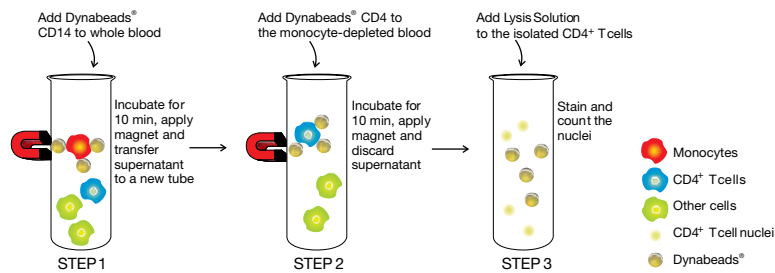 Add Dynabeads®
CD14 to whole blood
Incubate for
10 min, apply
magnet and
transfer
supernatant
to a new tube
STEP 1
Add Dynabeads® CD4 to
the monocyte-depleted blood
Incubate for
10 min, apply
magnet and
discard
supernatant
STEP 2
Add Lysis Solution
to the isolated CD4+ T cells
Stain and
count the
nuclei
STEP 3
Monocytes
CD4+ T cells
Other cells
CD4+ T cell nuclei
Dynabeads®